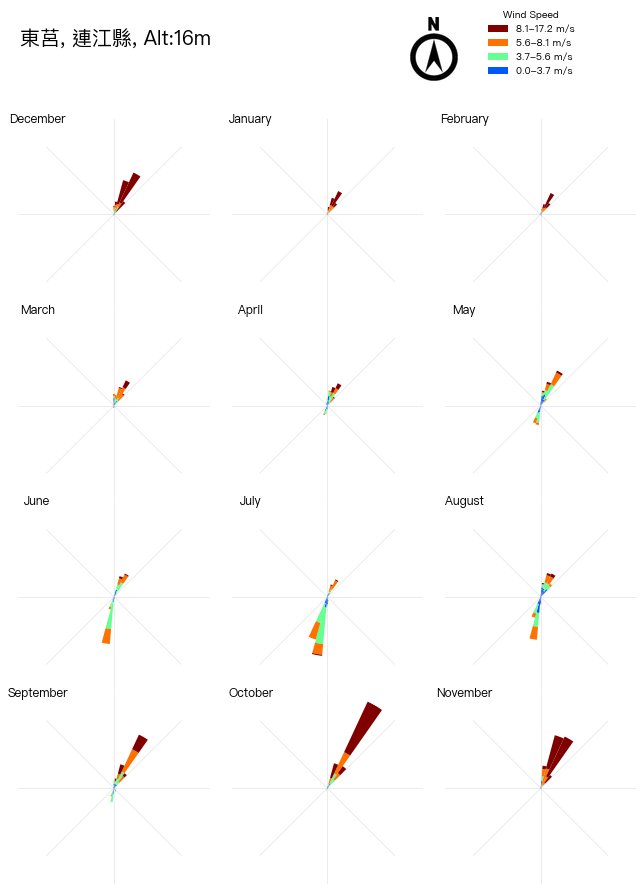 東莒, 連江縣, Alt:16m
N
Wind Speed
8.1–17.2 m/s
5.6–8.1 m/s
3.7–5.6 m/s
0.0–3.7 m/s
December
January
February
March
April
May
June
July
August
September
October
November